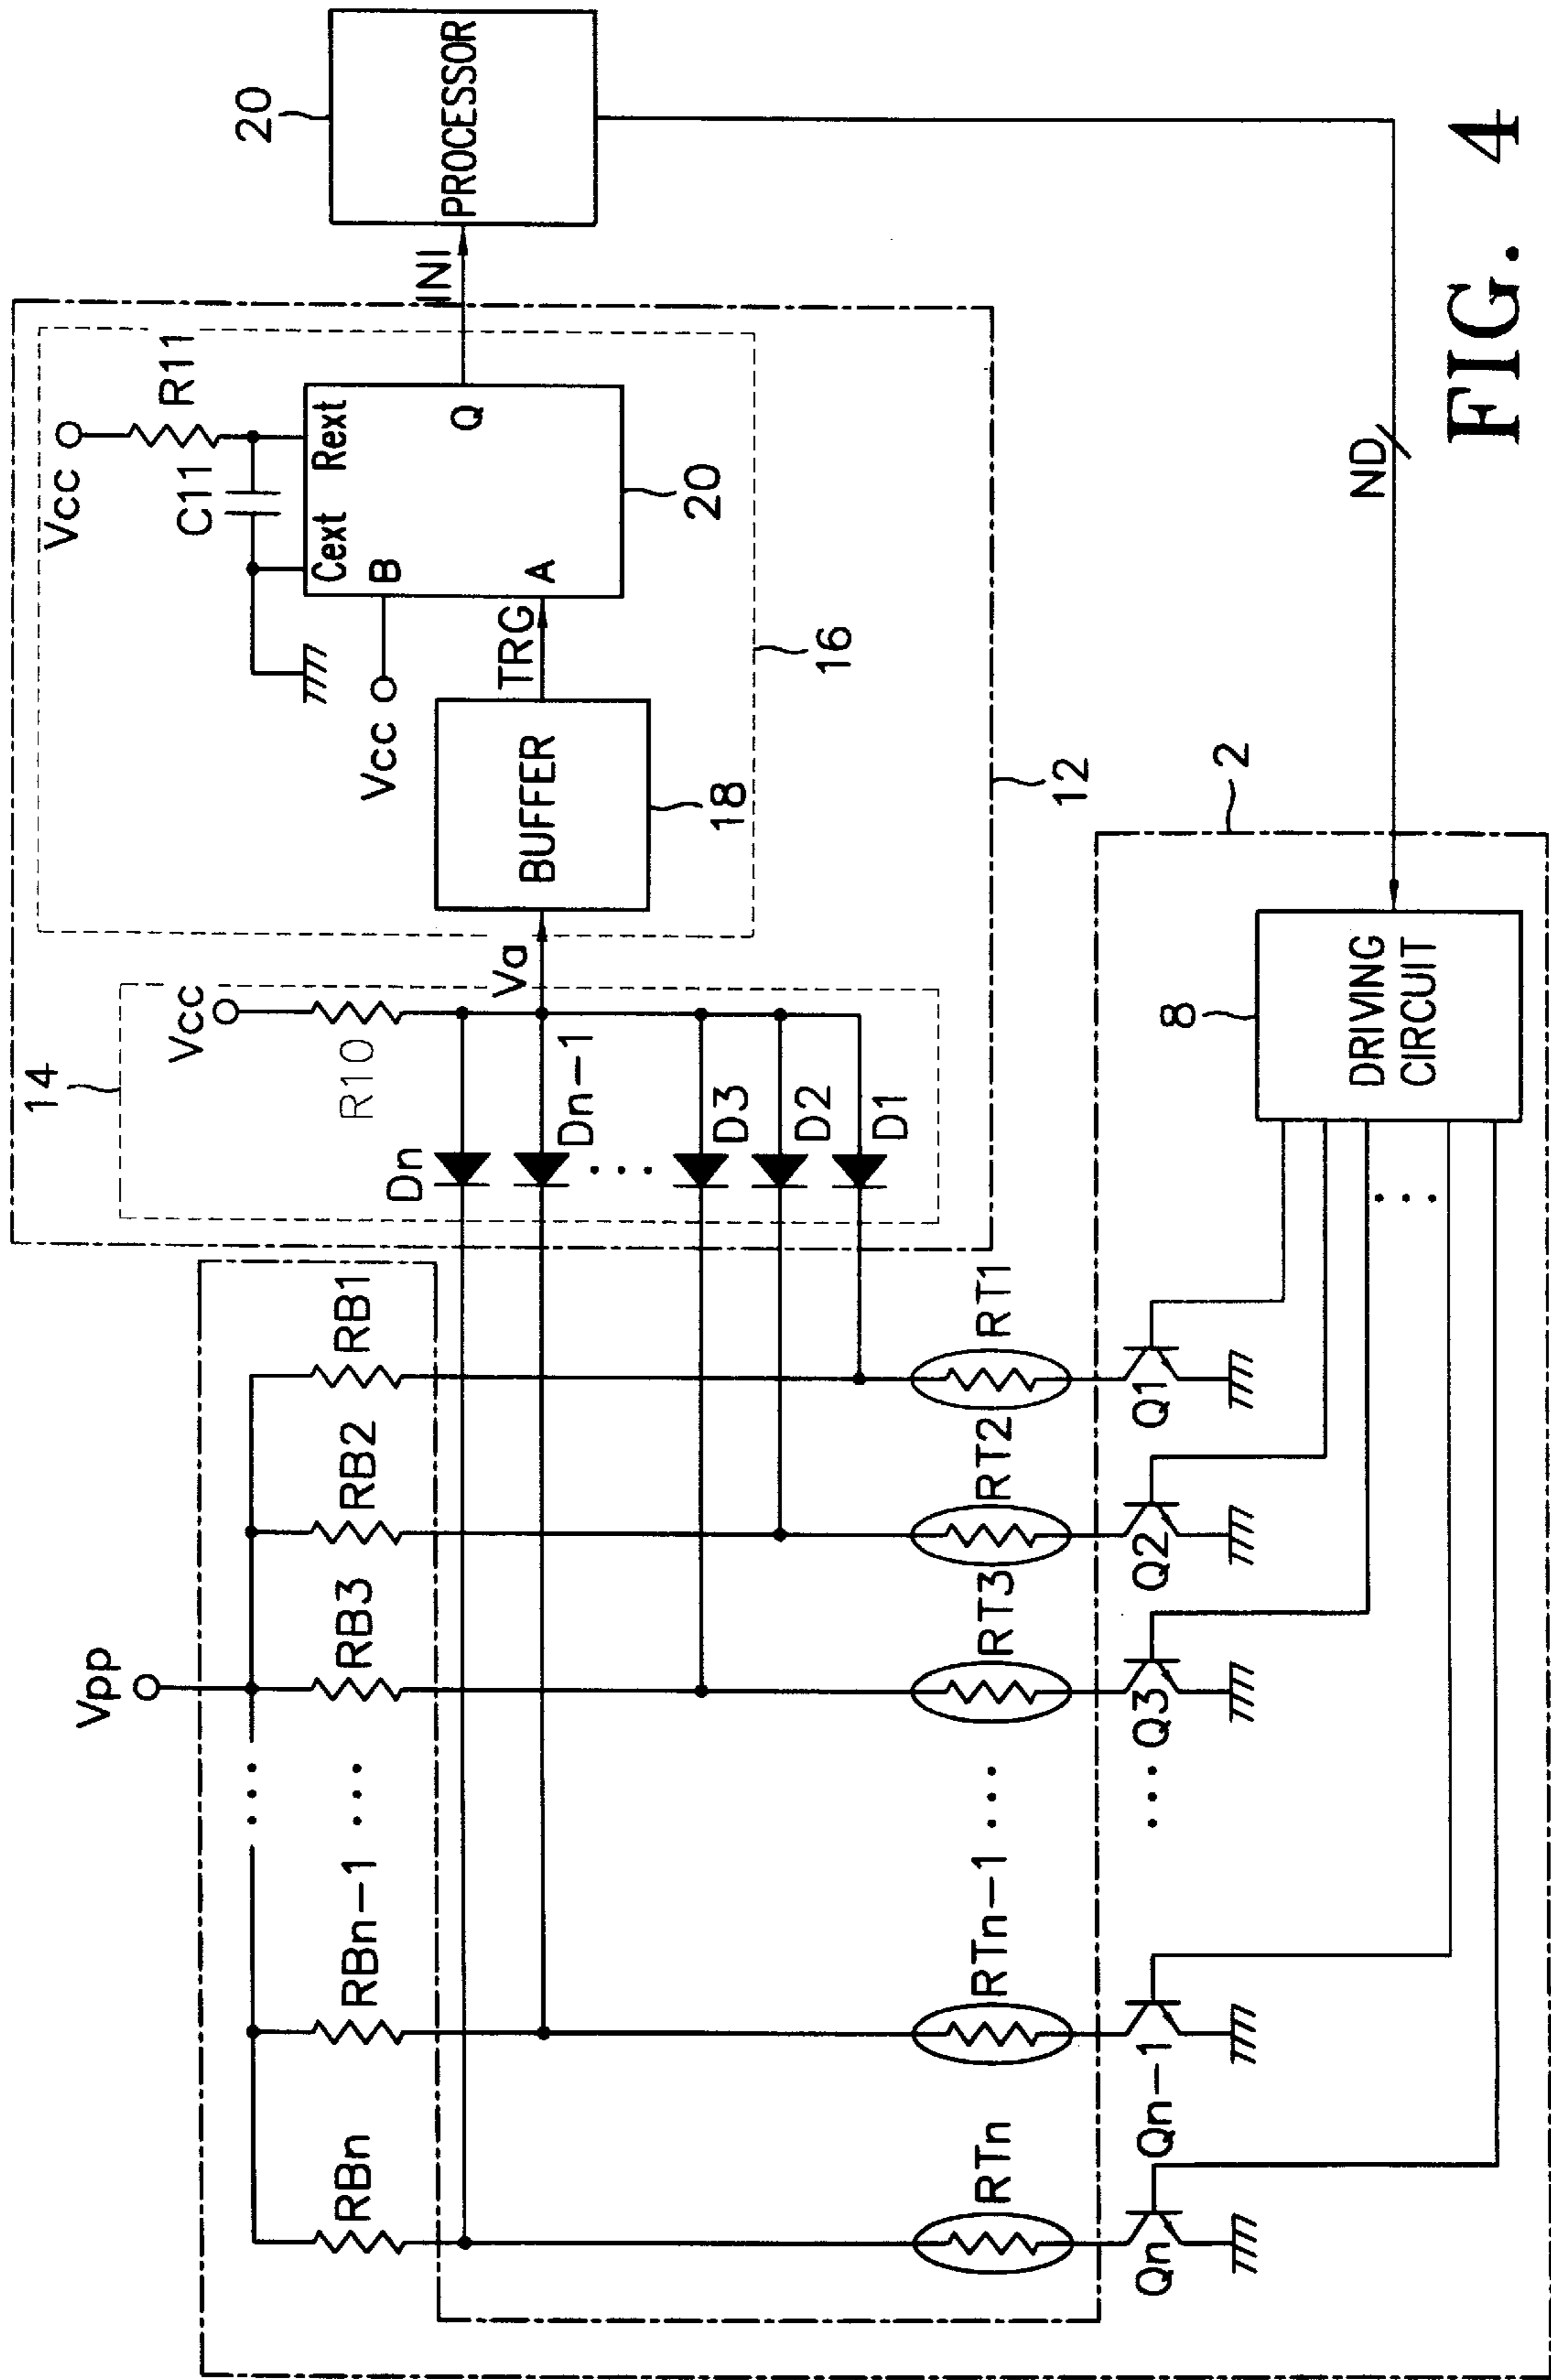 Vpp
RBn
RBn-1
...
...
RB3
RB2
RB1
14
Vcc
R10
Dn
Dn-1
...
D3
D2
D1
Va
Vcc
R11
C11
Cext
Rext
B
A
Q
Vcc
20
TRG
BUFFER
18
16
12
INI
PROCESSOR
20
RTn
RTn-1
...
RT3
RT2
RT1
Qn
Qn-1
...
Q3
Q2
Q1
...
8
DRIVING
CIRCUIT
2
ND
FIG. 4